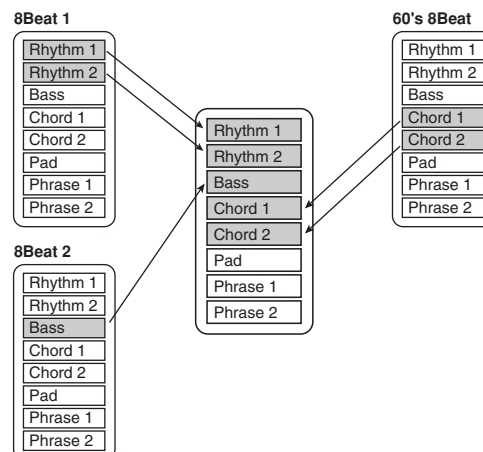 8Beat 1
Rhythm 1
Rhythm 2
Bass
Chord 1
Chord 2
Pad
Phrase 1
Phrase 2
8Beat 2
Rhythm 1
Rhythm 2
Bass
Chord 1
Chord 2
Pad
Phrase 1
Phrase 2
Rhythm 1
Rhythm 2
Bass
Chord 1
Chord 2
Pad
Phrase 1
Phrase 2
60's 8Beat
Rhythm 1
Rhythm 2
Bass
Chord 1
Chord 2
Pad
Phrase 1
Phrase 2